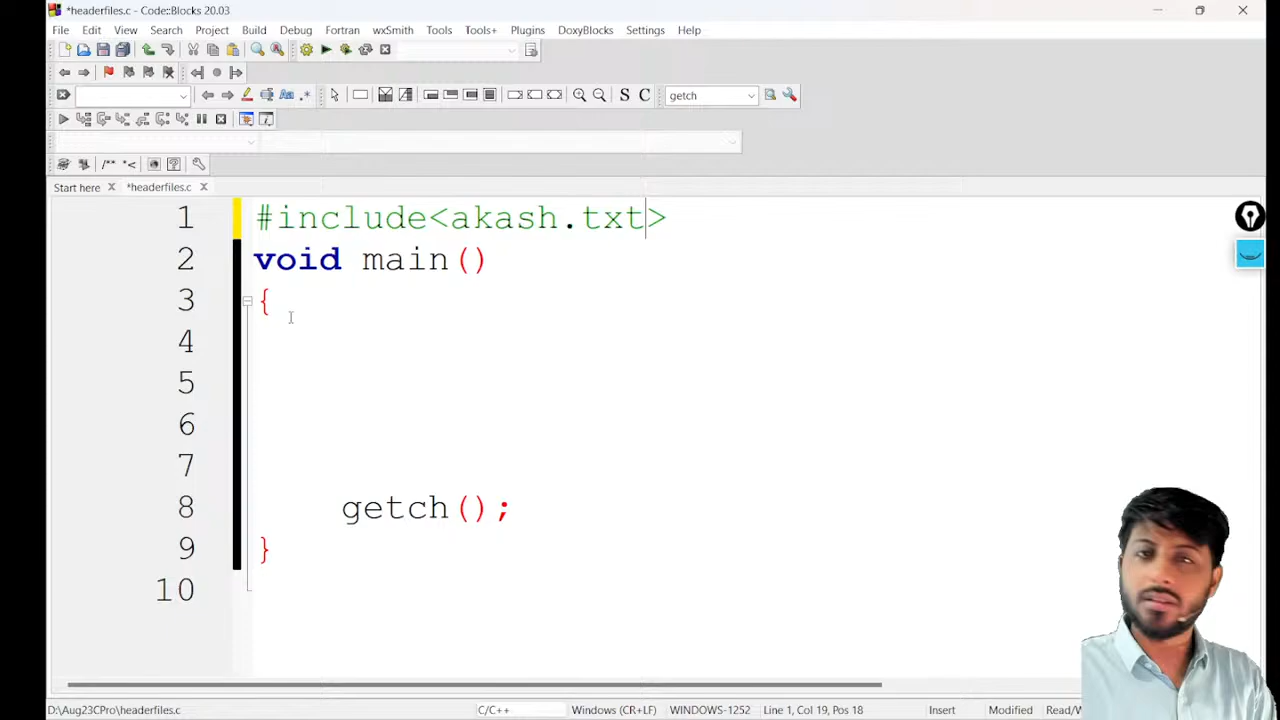 *headerfiles.c - Code::Blocks 20.03
File Edit View Search Project Build Debug Fortran wxSmith Tools Tools+ Plugins DoxyBlocks Settings Help
S C getch
/** *<
Start here *headerfiles.c
1 #include<akash.txt>
2 void main()
3 {
4
5
6
7
8 getch();
9 }
10
D:\Aug23CPro\headerfiles.c C/C++ Windows (CR+LF) WINDOWS-1252 Line 1, Col 19, Pos 18 Insert Modified Read/W